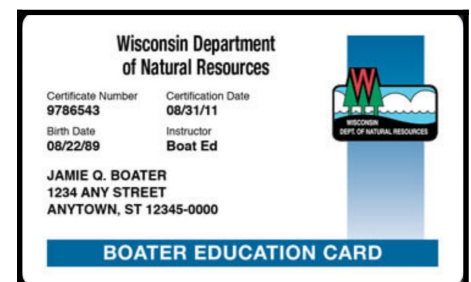 Wisconsin Department
of Natural Resources
Certificate Number Certification Date
9786543 08/31/11
Birth Date Instructor
08/22/89 Boat Ed
JAMIE Q. BOATER
1234 ANY STREET
ANYTOWN, ST 12345-0000
W
WISCONSIN
DEPT. OF NATURAL RESOURCES
BOATER EDUCATION CARD